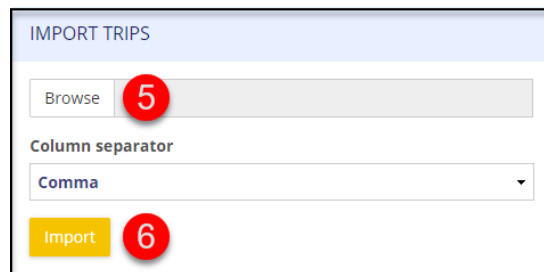 IMPORT TRIPS
Browse 5
Column separator
Comma
Import 6